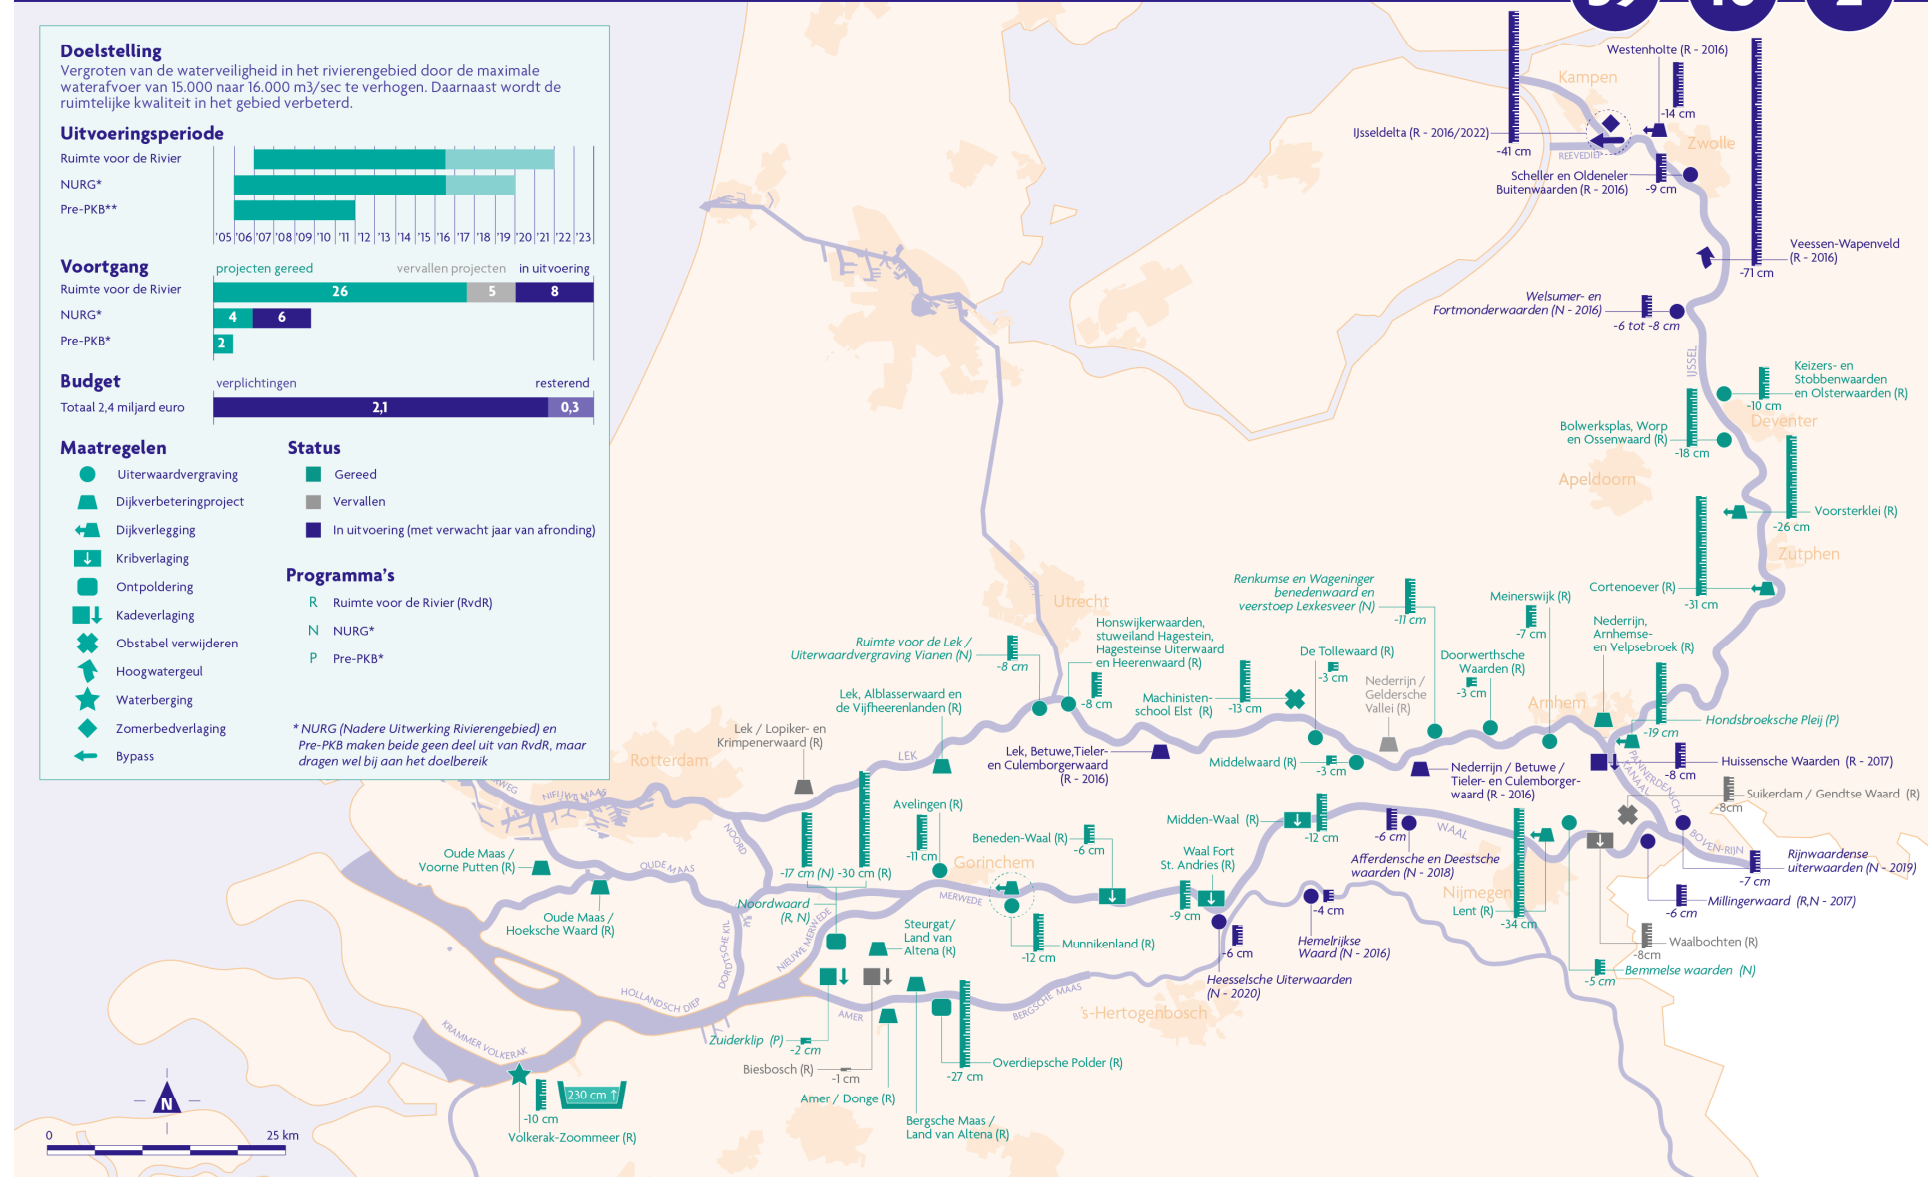 Doelstelling
Vergroten van de waterveiligheid in het rivierengebied door de maximale
waterafvoer van 15.000 naar 16.000 m3/sec te verhogen. Daarnaast wordt de
ruimtelijke kwaliteit in het gebied verbeterd.
Uitvoeringsperiode
Ruimte voor de Rivier
NURG*
Pre-PKB**
'05 '06 '07 '08 '09 '10 '11 '12 '13 '14 '15 '16 '17 '18 '19 '20 '21 '22 '23
Voortgang
projecten gereed vervallen projecten in uitvoering
Ruimte voor de Rivier 26 5 8
NURG* 4 6
Pre-PKB* 2
Budget
verplichtingen resterend
Totaal 2,4 miljard euro 2,1 0,3
Maatregelen
Uiterwaardvergraving
Dijkverbeteringproject
Dijkverlegging
Kribverlaging
Ontpoldering
Kadeverlaging
Obstabel verwijderen
Hoogwatergeul
Waterberging
Zomerbedverlaging
Bypass
Status
Gereed
Vervallen
In uitvoering (met verwacht jaar van afronding)
Programma's
R Ruimte voor de Rivier (RvdR)
N NURG*
P Pre-PKB*
* NURG (Nadere Uitwerking Rivierengebied) en
Pre-PKB maken beide geen deel uit van RvdR, maar
dragen wel bij aan het doelbereik
Westenholte (R - 2016)
-14 cm
Kampen
IJsseldelta (R - 2016/2022)
-41 cm
REEVEDIEP
Zwolle
Scheller en Oldeneler
Buitenwaarden (R - 2016)
-9 cm
Veessen-Wapenveld
(R - 2016)
-71 cm
Welsumer- en
Fortmonderwaarden (N - 2016)
-6 tot -8 cm
IJSSEL
Keizers- en
Stobbenwaarden
en Olsterwaarden (R)
-10 cm
Deventer
Bolwerksplas, Worp
en Ossenwaard (R)
-18 cm
Apeldoorn
Voorsterklei (R)
-26 cm
Zutphen
Cortenoever (R)
-31 cm
Utrecht
Renkumse en Wageninger
benedenwaard en
veerstoep Lexkesveer (N)
-11 cm
Meinerswijk (R)
-7 cm
Nederrijn,
Arnhemse-
en Velpsebroek (R)
Ruimte voor de Lek /
Uiterwaardvergraving Vianen (N)
-8 cm
Honswijkerwaarden,
stuweiland Hagestein,
Hagesteinse Uiterwaard
en Heerenwaard (R)
-8 cm
De Tollewaard (R)
-3 cm
Doorwerthsche
Waarden (R)
-3 cm
Machinisten-
school Elst (R)
-13 cm
Nederrijn /
Geldersche
Vallei (R)
Arnhem
Hondsbroeksche Pleij (P)
-19 cm
Lek, Alblasserwaard en
de Vijfheerenlanden (R)
Lek / Lopiker- en
Krimpenerwaard (R)
LEK
Rotterdam
NIEUWE MAAS
NOORD
Lek, Betuwe,Tieler-
en Culemborgerwaard
(R - 2016)
Middelwaard (R)
-3 cm
Nederrijn / Betuwe /
Tieler- en Culemborger-
waard (R - 2016)
PANNERDENSCH
KANAAL
Huissensche Waarden (R - 2017)
-8 cm
Suikerdam / Gendtse Waard (R)
-8cm
Avelingen (R)
-11 cm
Beneden-Waal (R)
-6 cm
Midden-Waal (R)
-12 cm
-6 cm
Afferdensche en Deestsche
waarden (N - 2018)
WAAL
BOVEN-RIJN
Rijnwaardense
uiterwaarden (N - 2019)
-7 cm
Oude Maas /
Voorne Putten (R)
OUDE MAAS
-17 cm (N) -30 cm (R)
Noordwaard
(R, N)
Gorinchem
MERWEDE
Waal Fort
St. Andries (R)
-9 cm
Nijmegen
Lent (R)
-34 cm
Millingerwaard (R,N - 2017)
-6 cm
Oude Maas /
Hoeksche Waard (R)
DORDTSCHE KIL
NIEUWE MERWEDE
Steurgat/
Land van
Altena (R)
Munnikenland (R)
-12 cm
-6 cm
Heesselsche Uiterwaarden
(N - 2020)
-4 cm
Hemelrijkse
Waard (N - 2016)
Waalbochten (R)
-8cm
Bemmelse waarden (N)
-5 cm
HOLLANDSCH DIEP
AMER
BERGSCHE MAAS
's-Hertogenbosch
KRAMMER VOLKERAK
Zuiderklip (P)
-2 cm
Biesbosch (R)
-1 cm
Overdiepsche Polder (R)
-27 cm
Amer / Donge (R)
Bergsche Maas /
Land van Altena (R)
230 cm ↑
-10 cm
Volkerak-Zoommeer (R)
N
0 25 km